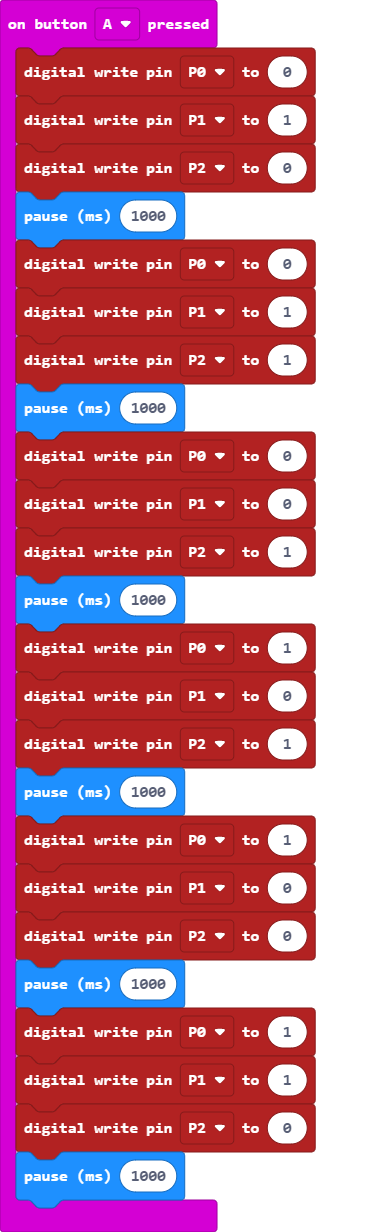 on button A pressed
digital write pin P0 to 0
digital write pin P1 to 1
digital write pin P2 to 0
pause (ms) 1000
digital write pin P0 to 0
digital write pin P1 to 1
digital write pin P2 to 1
pause (ms) 1000
digital write pin P0 to 0
digital write pin P1 to 0
digital write pin P2 to 1
pause (ms) 1000
digital write pin P0 to 1
digital write pin P1 to 0
digital write pin P2 to 1
pause (ms) 1000
digital write pin P0 to 1
digital write pin P1 to 0
digital write pin P2 to 0
pause (ms) 1000
digital write pin P0 to 1
digital write pin P1 to 1
digital write pin P2 to 0
pause (ms) 1000